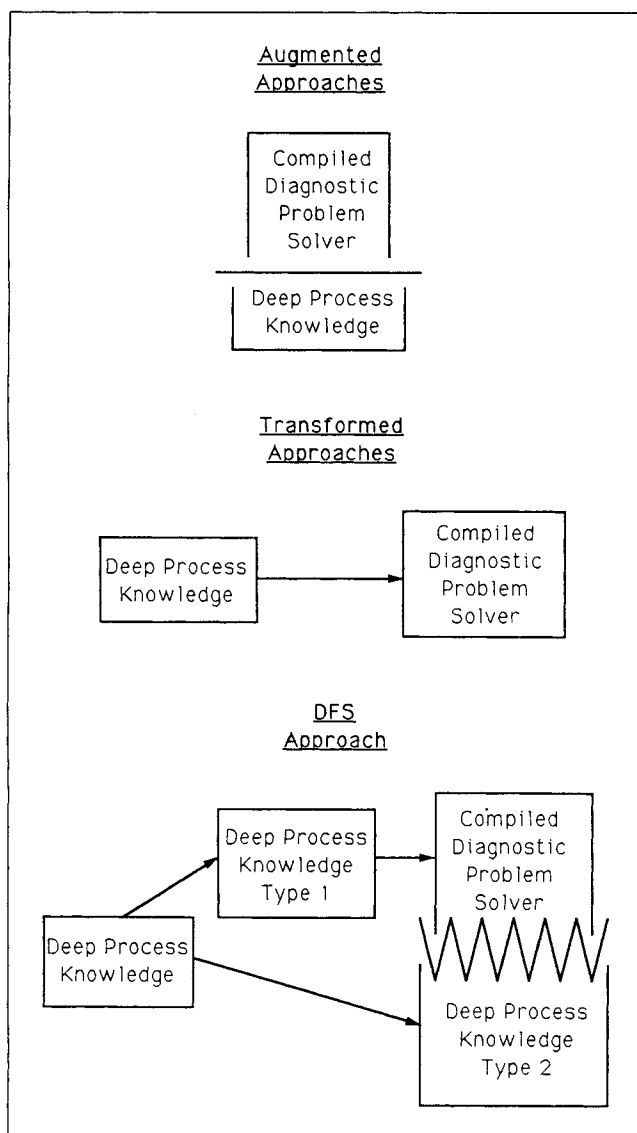 Augmented
Approaches
Compiled
Diagnostic
Problem
Solver
Deep Process
Knowledge
Transformed
Approaches
Deep Process
Knowledge
Compiled
Diagnostic
Problem
Solver
DFS
Approach
Deep Process
Knowledge
Type 1
Compiled
Diagnostic
Problem
Solver
Deep Process
Knowledge
Deep Process
Knowledge
Type 2